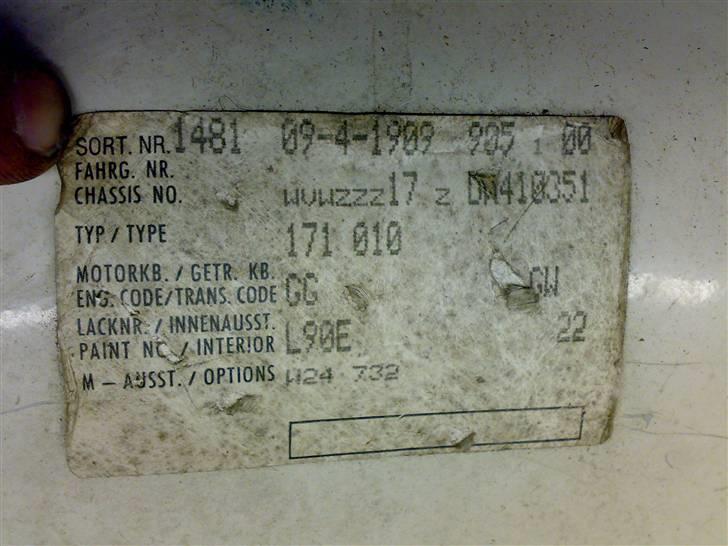 SORT. NR. 1481 09-4-1909 905 1 00
FAHRG. NR.
CHASSIS NO. WVWZZZ17 Z DW410351
TYP / TYPE 171 010
MOTORKB. / GETR. KB.
ENG. CODE/TRANS. CODE GG GW
LACKNR. / INNENAUSST.
PAINT NO. / INTERIOR L90E 22
M – AUSST. / OPTIONS W24 732